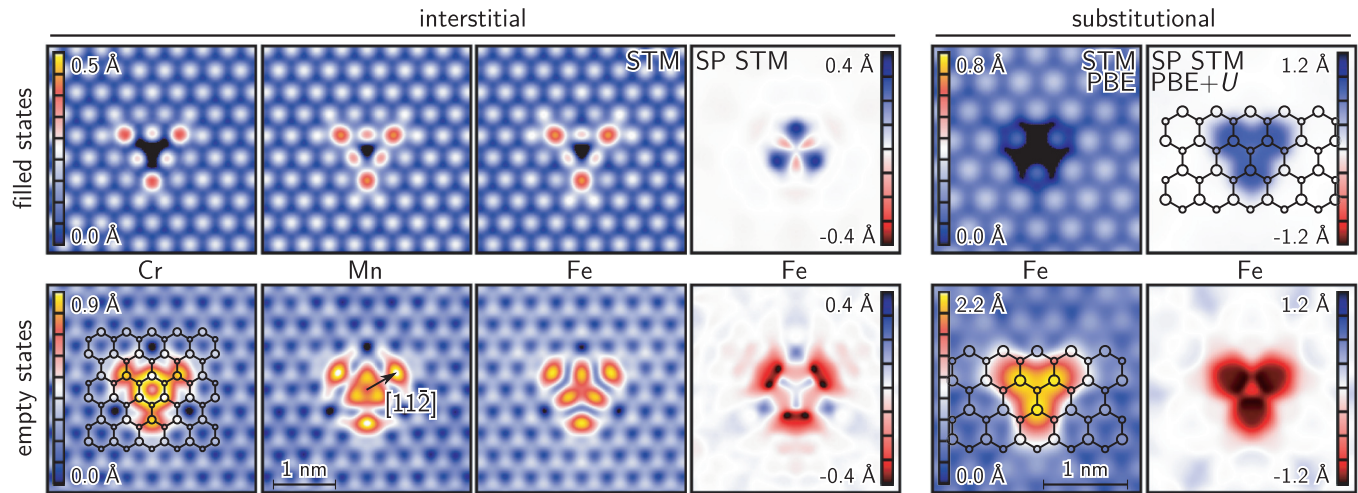 interstitial
substitutional
filled states
0.5 Å
0.0 Å
STM
SP STM
0.4 Å
-0.4 Å
0.8 Å
STM
PBE
0.0 Å
SP STM
PBE+U
1.2 Å
-1.2 Å
Cr
Mn
Fe
Fe
Fe
Fe
empty states
0.9 Å
0.0 Å
[112̄]
1 nm
0.4 Å
-0.4 Å
2.2 Å
0.0 Å
1 nm
1.2 Å
-1.2 Å